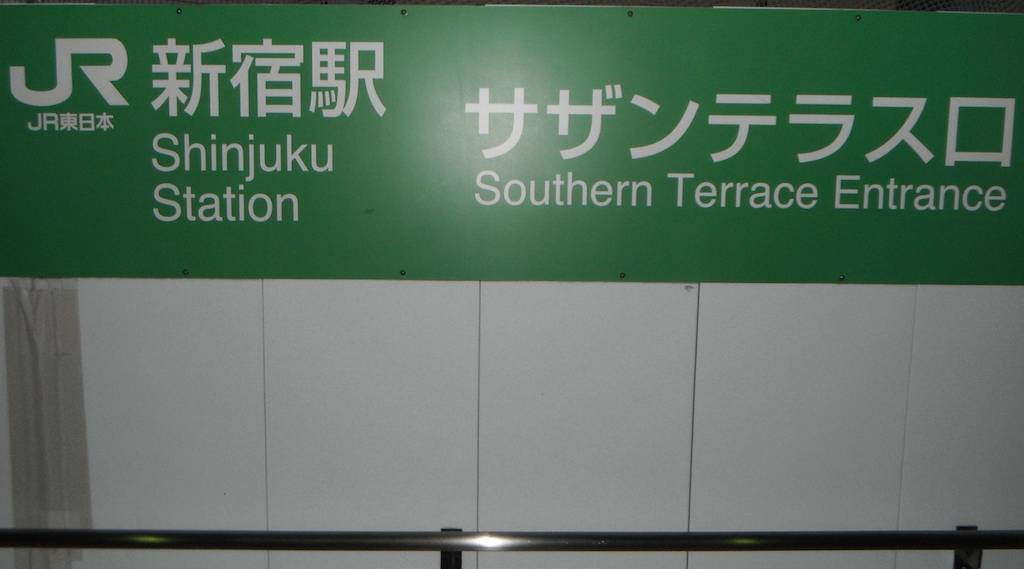 JR
JR東日本
新宿駅
Shinjuku
Station
サザンテラス口
Southern Terrace Entrance